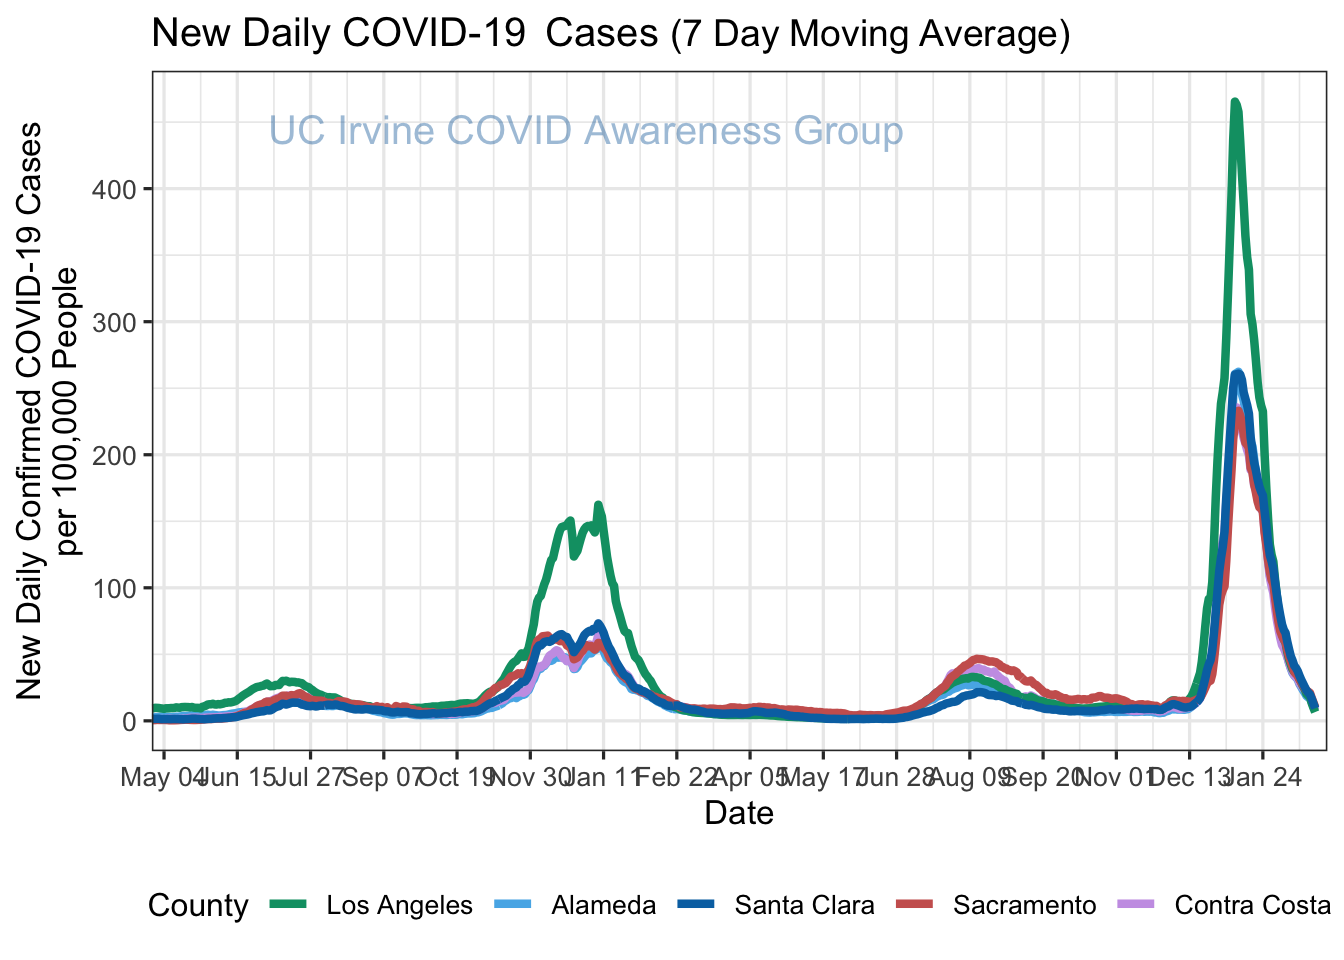 New Daily COVID-19  Cases (7 Day Moving Average)
UC Irvine COVID Awareness Group
New Daily Confirmed COVID-19 Cases
per 100,000 People
400
300
200
100
0
May 04 Jun 15 Jul 27 Sep 07 Oct 19 Nov 30 Jan 11 Feb 22 Apr 05 May 17 Jun 28 Aug 09 Sep 20 Nov 01 Dec 13 Jan 24
Date
County Los Angeles Alameda Santa Clara Sacramento Contra Costa